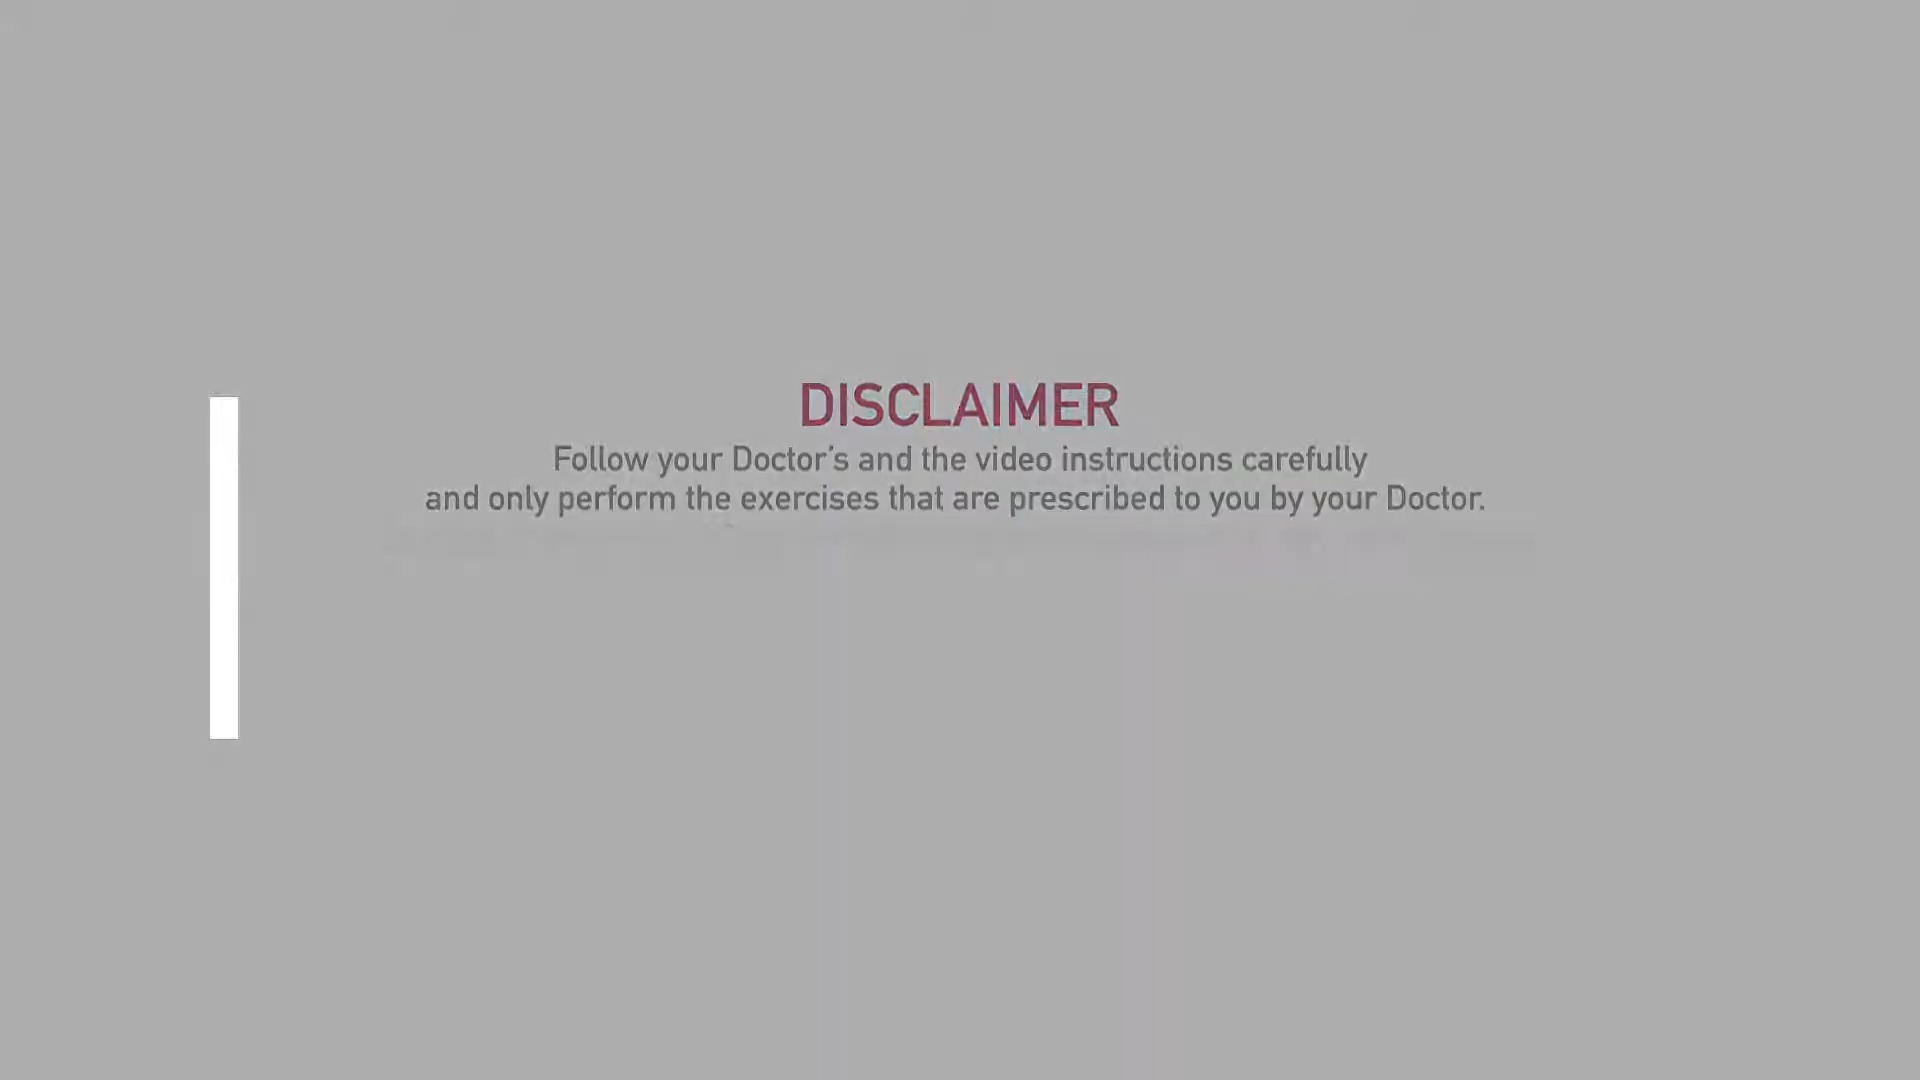 DISCLAIMER
Follow your Doctor’s and the video instructions carefully
and only perform the exercises that are prescribed to you by your Doctor.